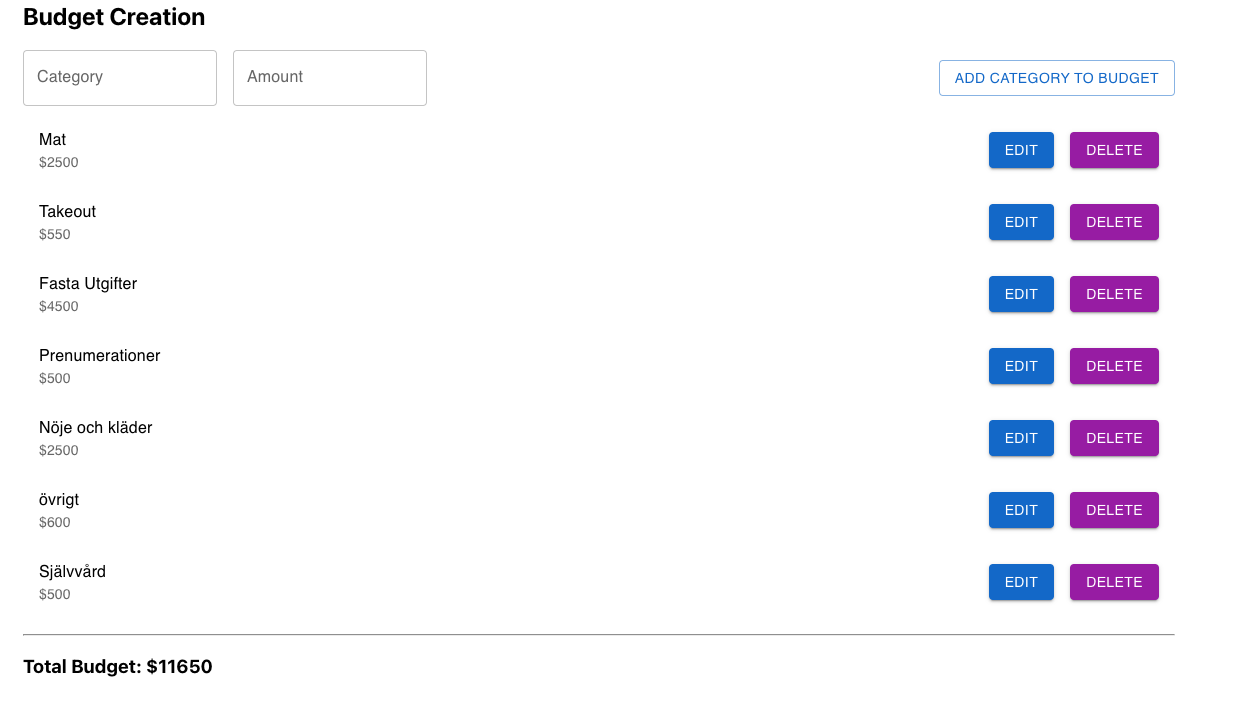 Budget Creation
Category
Amount
ADD CATEGORY TO BUDGET
Mat
$2500
EDIT
DELETE
Takeout
$550
EDIT
DELETE
Fasta Utgifter
$4500
EDIT
DELETE
Prenumerationer
$500
EDIT
DELETE
Nöje och kläder
$2500
EDIT
DELETE
övrigt
$600
EDIT
DELETE
Självvård
$500
EDIT
DELETE
Total Budget: $11650